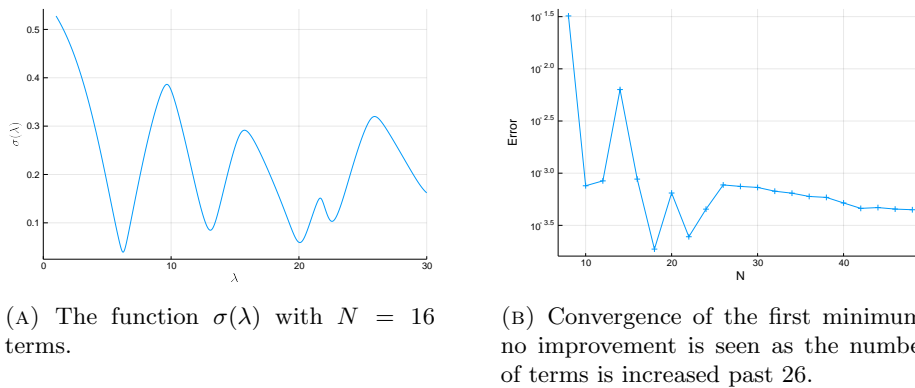 0.5
0.4
0.3
0.2
0.1
σ(λ)
0 10 20 30
λ
10^-1.5
10^-2.0
10^-2.5
10^-3.0
10^-3.5
Error
10 20 30 40
N
(A) The function σ(λ) with N = 16
terms.
(B) Convergence of the first minimum
no improvement is seen as the number
of terms is increased past 26.